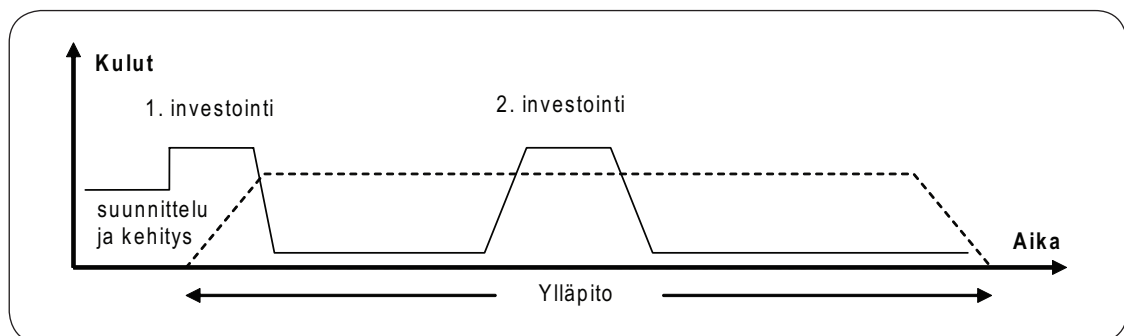 Kulut
1. investointi
2. investointi
suunnittelu
ja kehitys
Aika
Ylläpito